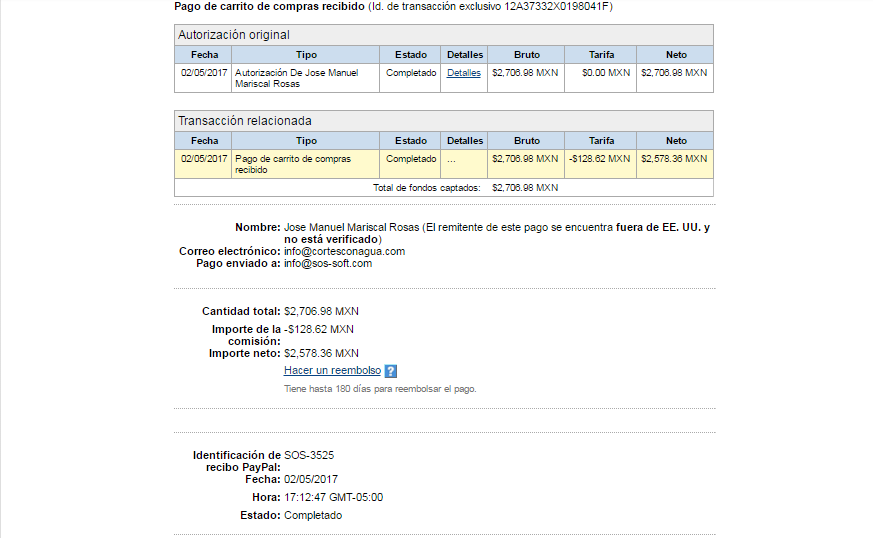 Pago de carrito de compras recibido (Id. de transacción exclusivo 12A37332X0198041F)
Autorización original
Fecha Tipo Estado Detalles Bruto Tarifa Neto
02/05/2017 Autorización De Jose Manuel Completado Detalles $2,706.98 MXN $0.00 MXN $2,706.98 MXN
Mariscal Rosas
Transacción relacionada
Fecha Tipo Estado Detalles Bruto Tarifa Neto
02/05/2017 Pago de carrito de compras Completado ... $2,706.98 MXN -$128.62 MXN $2,578.36 MXN
recibido
Total de fondos captados: $2,706.98 MXN
Nombre: Jose Manuel Mariscal Rosas (El remitente de este pago se encuentra fuera de EE. UU. y
no está verificado)
Correo electrónico: info@cortesconagua.com
Pago enviado a: info@sos-soft.com
Cantidad total: $2,706.98 MXN
Importe de la -$128.62 MXN
comisión:
Importe neto: $2,578.36 MXN
Hacer un reembolso ?
Tiene hasta 180 días para reembolsar el pago.
Identificación de SOS-3525
recibo PayPal:
Fecha: 02/05/2017
Hora: 17:12:47 GMT-05:00
Estado: Completado